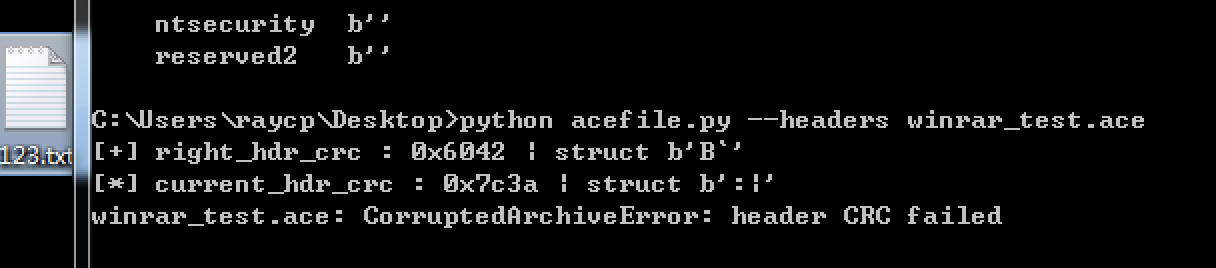 ntsecurity b''
reserved2 b''
C:\Users\raycp\Desktop>python acefile.py --headers winrar_test.ace
[+] right_hdr_crc : 0x6042 | struct b'B`'
[*] current_hdr_crc : 0x7c3a | struct b':|'
winrar_test.ace: CorruptedArchiveError: header CRC failed
123.txt